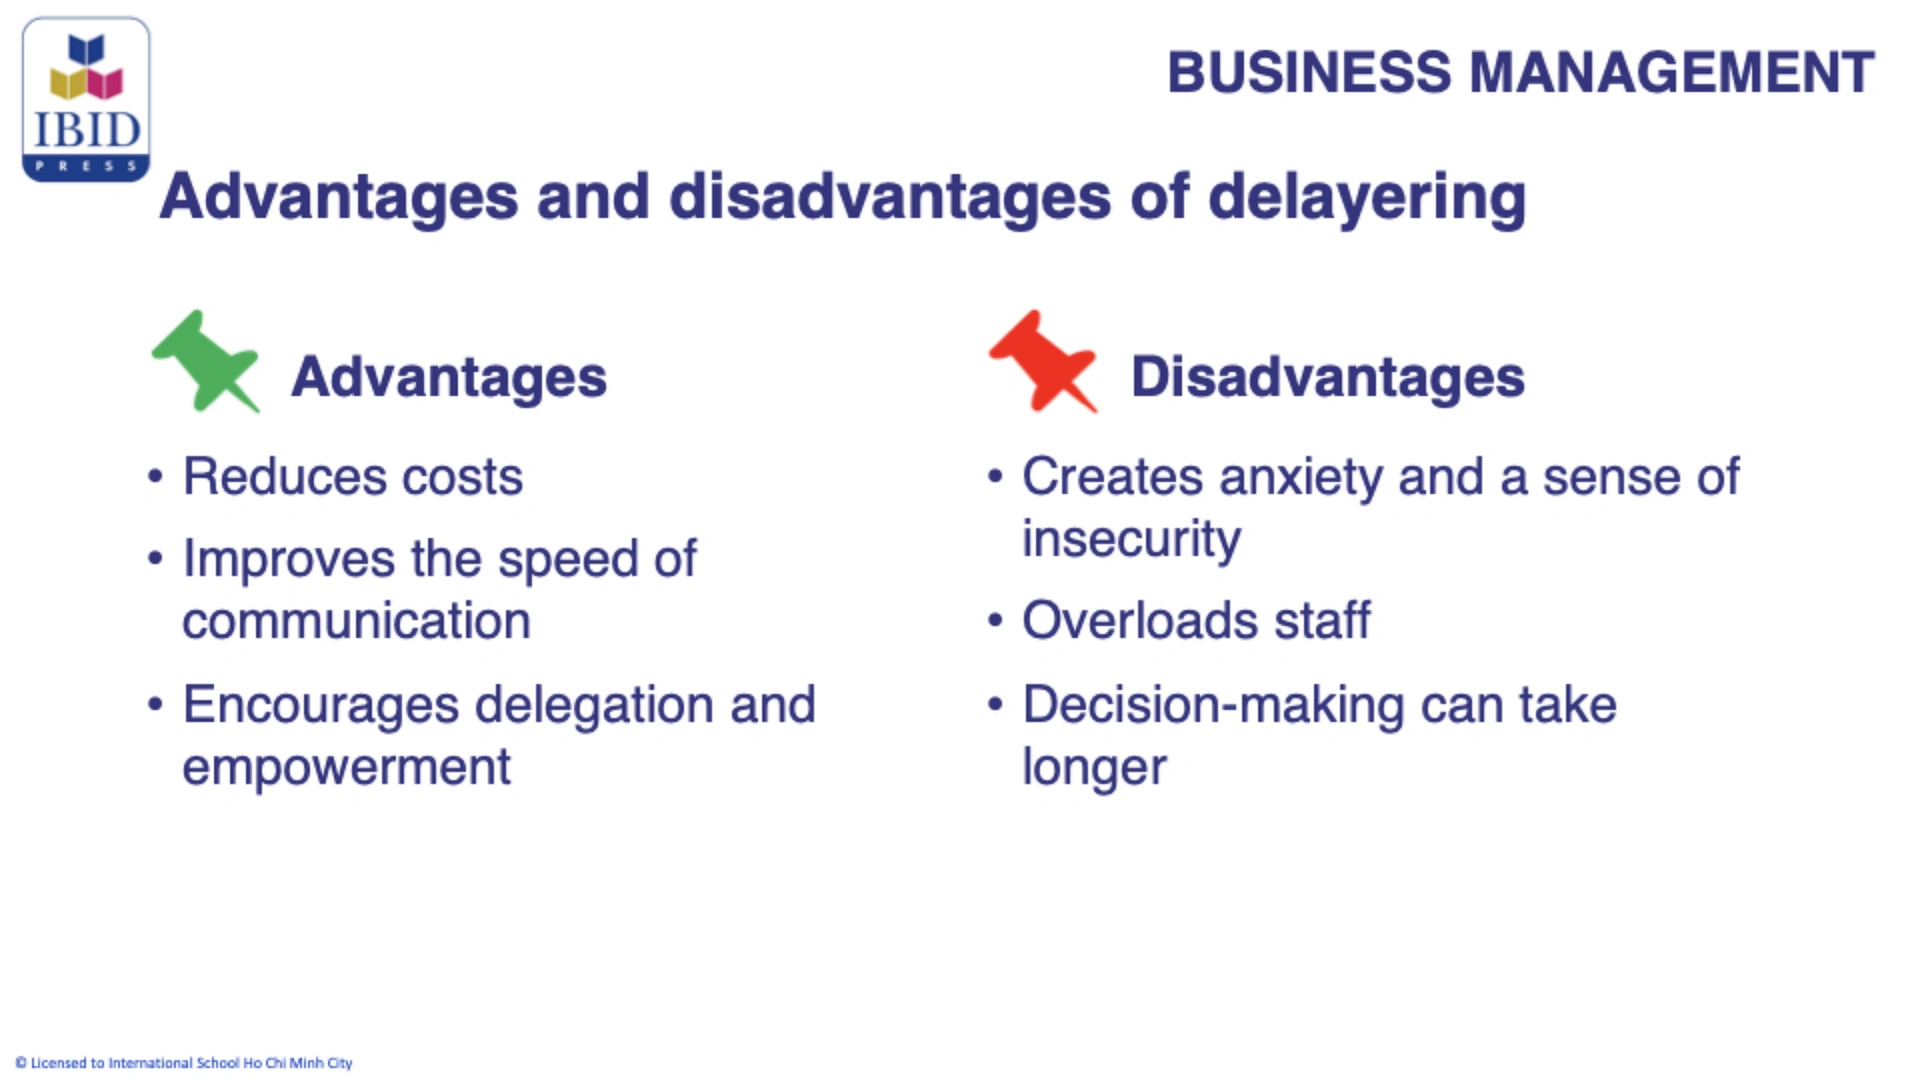 IBID
PRESS
BUSINESS MANAGEMENT
Advantages and disadvantages of delayering
Advantages
• Reduces costs
• Improves the speed of
communication
• Encourages delegation and
empowerment
Disadvantages
• Creates anxiety and a sense of
insecurity
• Overloads staff
• Decision-making can take
longer
© Licensed to International School Ho Chi Minh City